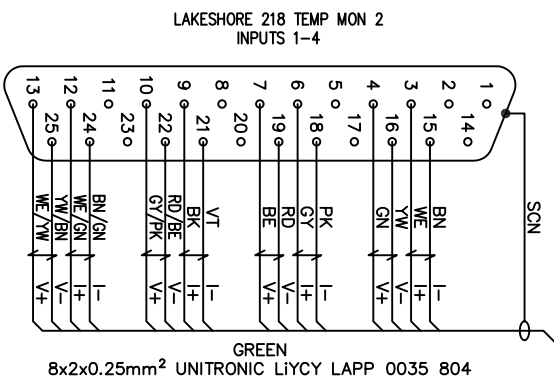 LAKESHORE 218 TEMP MON 2
INPUTS 1-4
13 12 11 10 9 8 7 6 5 4 3 2 1
25 24 23 22 21 20 19 18 17 16 15 14
WE/YW YW/BN WE/GN BN/GN GY/PK RD/BE BK VT BE RD GY PK GN YW WE BN SCN
V+ V- I+ I- V+ V- I+ I- V+ V- I+ I- V+ V- I+ I-
GREEN
8x2x0.25mm² UNITRONIC LiYCY LAPP 0035 804